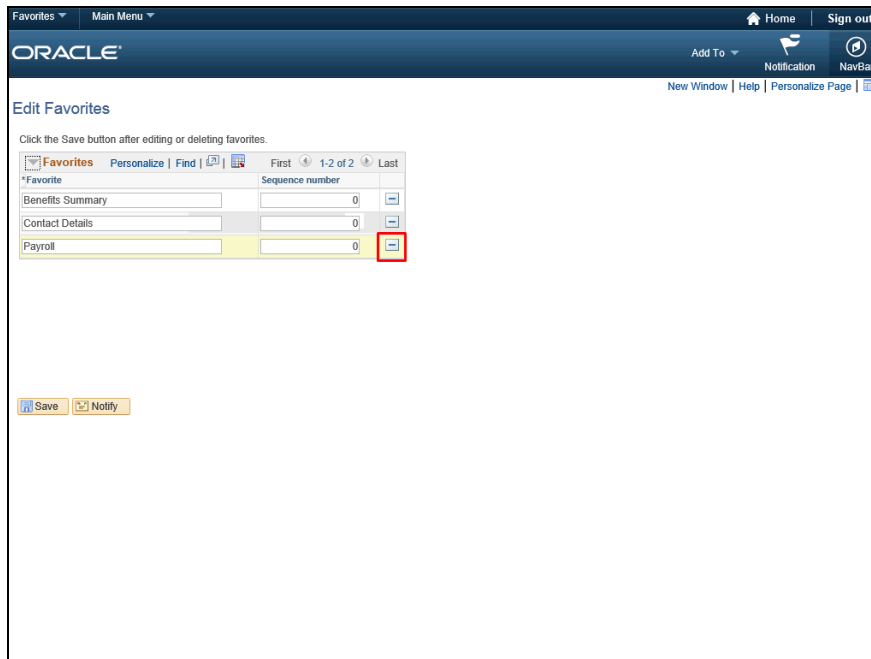 Favorites Main Menu Home Sign out
ORACLE Add To Notification NavBar
New Window | Help | Personalize Page |
Edit Favorites
Click the Save button after editing or deleting favorites.
Favorites Personalize | Find | | First 1-2 of 2 Last
*Favorite Sequence number
Benefits Summary 0
Contact Details 0
Payroll 0
Save Notify